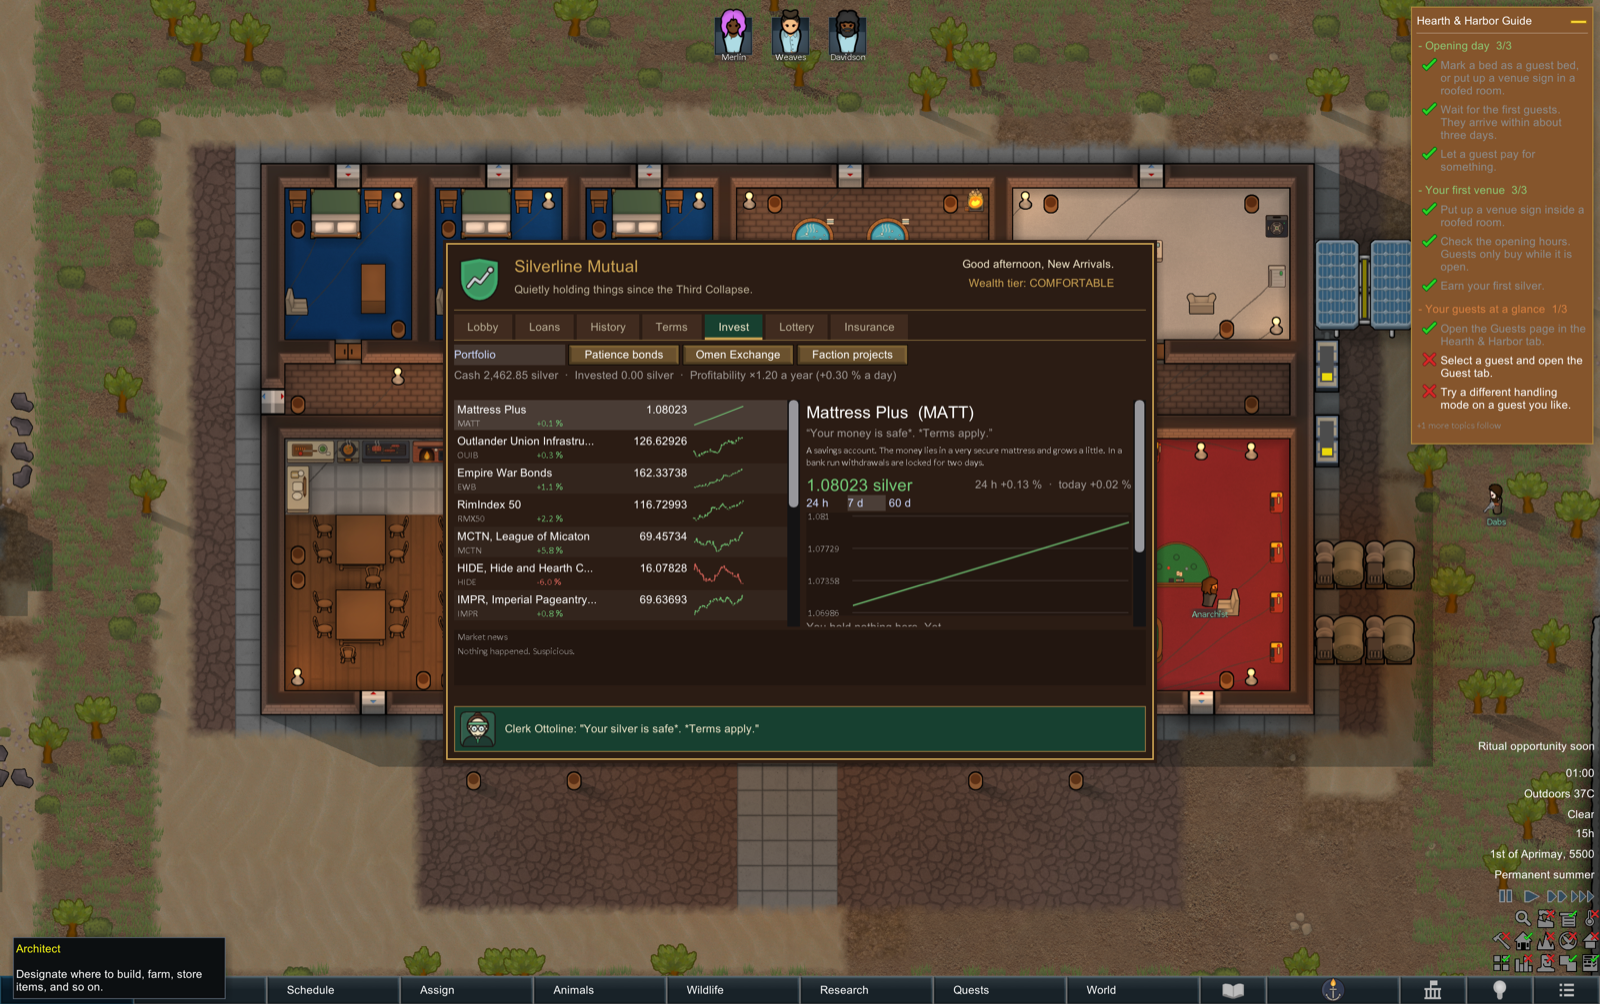 Merlin
Weaves
Davidson
Hearth & Harbor Guide
- Opening day 3/3
Mark a bed as a guest bed,
or put up a venue sign in a
roofed room.
Wait for the first guests.
They arrive within about
three days.
Let a guest pay for
something.
- Your first venue 3/3
Put up a venue sign inside a
roofed room.
Check the opening hours.
Guests only buy while it is
open.
Earn your first silver.
- Your guests at a glance 1/3
Open the Guests page in the
Hearth & Harbor tab.
Select a guest and open the
Guest tab.
Try a different handling
mode on a guest you like.
+1 more topics follow
Silverline Mutual
Quietly holding things since the Third Collapse.
Good afternoon, New Arrivals.
Wealth tier: COMFORTABLE
Lobby
Loans
History
Terms
Invest
Lottery
Insurance
Portfolio
Patience bonds
Omen Exchange
Faction projects
Cash 2,462.85 silver · Invested 0.00 silver · Profitability ×1.20 a year (+0.30 % a day)
Mattress Plus 1.08023
MATT +0.1 %
Outlander Union Infrastru... 126.62926
OUIB +0.3 %
Empire War Bonds 162.33738
EWB +1.1 %
RimIndex 50 116.72993
RMX50 +2.2 %
MCTN, League of Micaton 69.45734
MCTN +5.8 %
HIDE, Hide and Hearth C... 16.07828
HIDE -6.0 %
IMPR, Imperial Pageantry... 69.63693
IMPR +0.8 %
Mattress Plus (MATT)
"Your money is safe*. *Terms apply."
A savings account. The money lies in a very secure mattress and grows a little. In a
bank run withdrawals are locked for two days.
1.08023 silver
24 h +0.13 % · today +0.02 %
24 h 7 d 60 d
1.081
1.07729
1.07358
1.06986
You hold nothing here. Yet.
Market news
Nothing happened. Suspicious.
Clerk Ottoline: "Your silver is safe*. *Terms apply."
Dabs
Anarchist
Ritual opportunity soon
01:00
Outdoors 37C
Clear
15h
1st of Aprimay, 5500
Permanent summer
Architect
Designate where to build, farm, store
items, and so on.
Schedule
Assign
Animals
Wildlife
Research
Quests
World